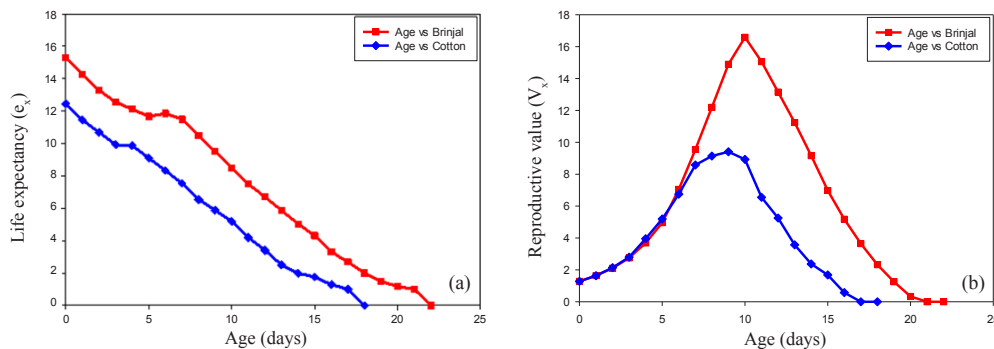 18
16
14
12
10
8
6
4
2
0
0 5 10 15 20 25
Life expectancy (eₓ)
Age (days)
Age vs Brinjal
Age vs Cotton
(a)
18
16
14
12
10
8
6
4
2
0
0 5 10 15 20 25
Reproductive value (Vₓ)
Age (days)
Age vs Brinjal
Age vs Cotton
(b)